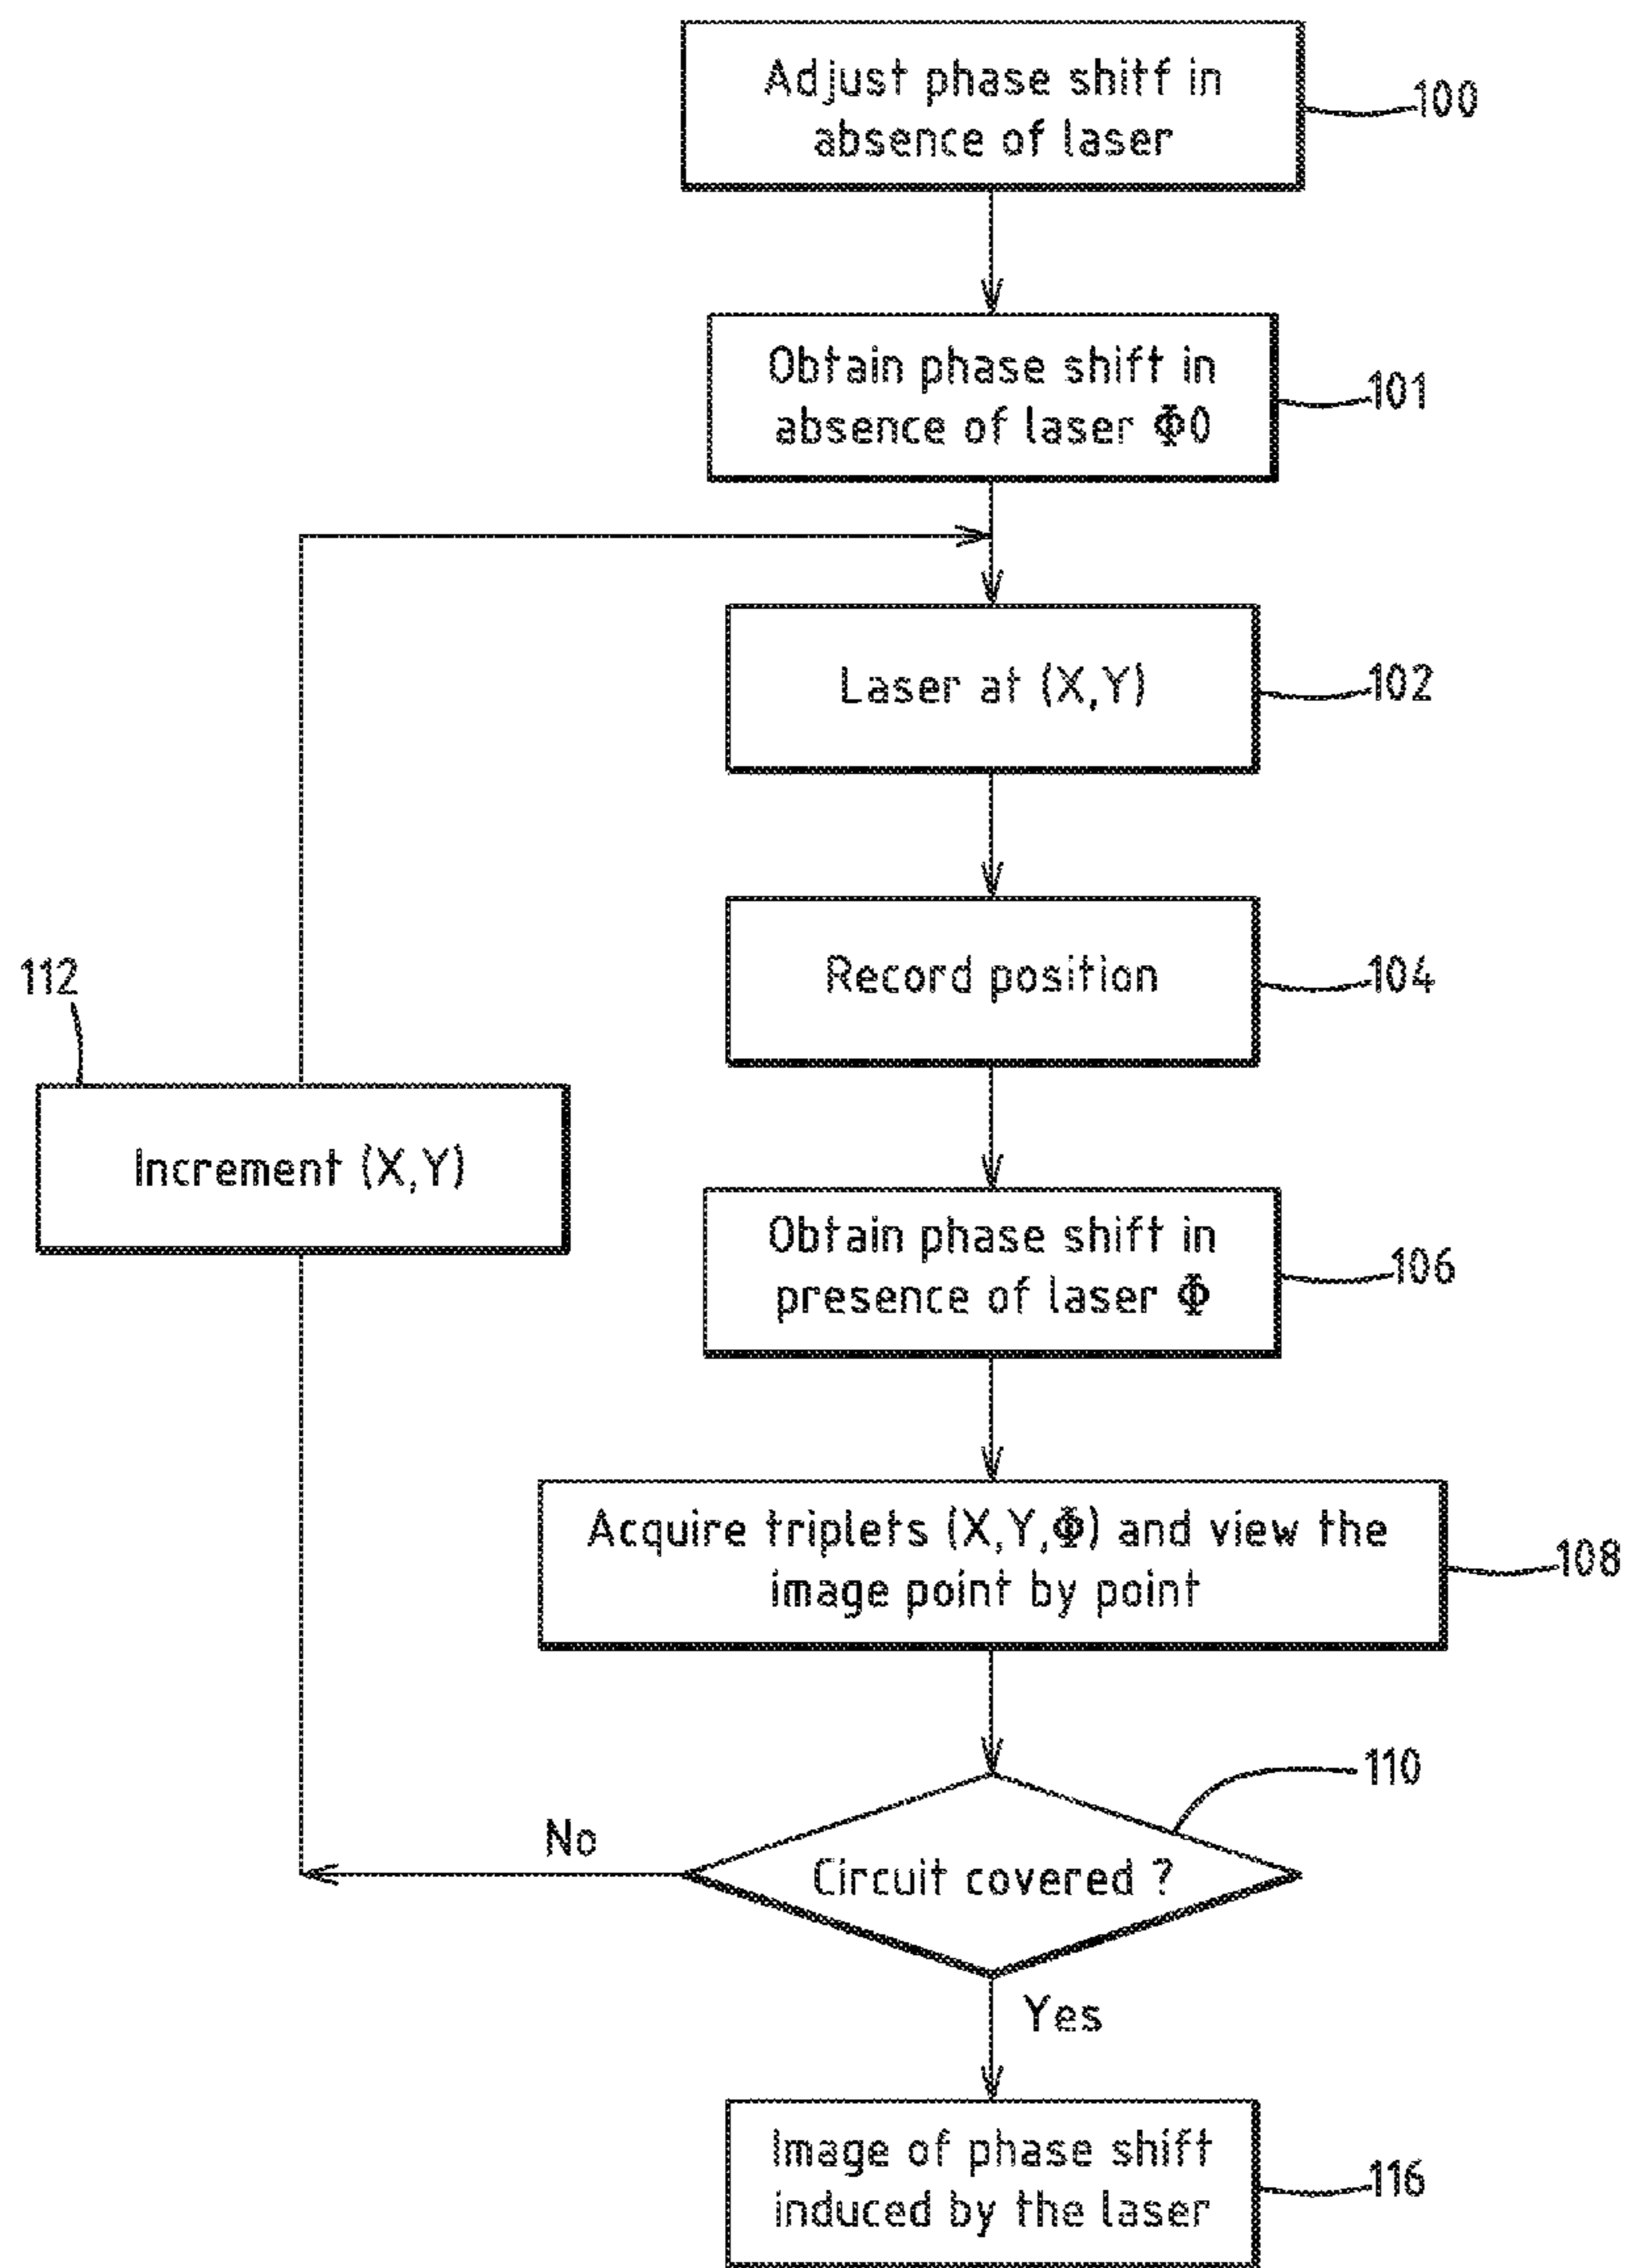 Adjust phase shitf in
absence of laser
100
Obtain phase shift in
absence of laser Φ0
101
Laser at (X,Y)
102
Record position
104
112
Increment (X,Y)
Obtain phase shift in
presence of laser Φ
106
Acquire triplets (X,Y,Φ) and view the
image point by point
108
110
No
Circuit covered ?
Yes
Image of phase shift
induced by the laser
116